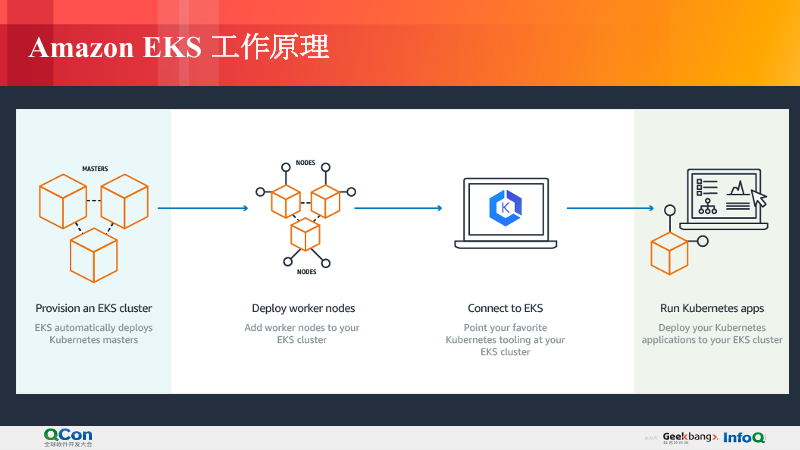 Amazon EKS 工作原理
MASTERS
NODES
NODES
K
Provision an EKS cluster
EKS automatically deploys
Kubernetes masters
Deploy worker nodes
Add worker nodes to your
EKS cluster
Connect to EKS
Point your favorite
Kubernetes tooling at your
EKS cluster
Run Kubernetes apps
Deploy your Kubernetes
applications to your EKS cluster
QCon
全球软件开发大会
Geekbang
InfoQ